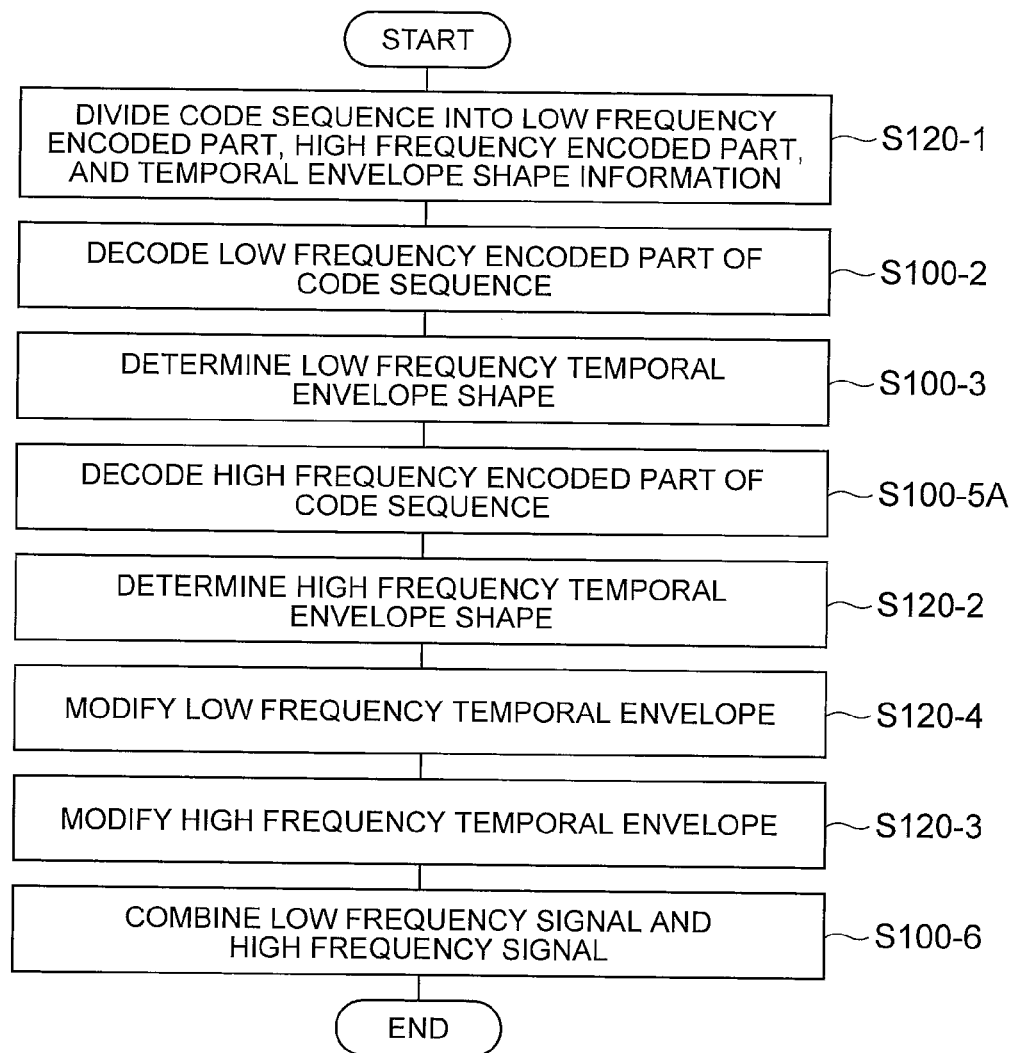 START
DIVIDE CODE SEQUENCE INTO LOW FREQUENCY
ENCODED PART, HIGH FREQUENCY ENCODED PART,
AND TEMPORAL ENVELOPE SHAPE INFORMATION
S120-1
DECODE LOW FREQUENCY ENCODED PART OF
CODE SEQUENCE
S100-2
DETERMINE LOW FREQUENCY TEMPORAL
ENVELOPE SHAPE
S100-3
DECODE HIGH FREQUENCY ENCODED PART OF
CODE SEQUENCE
S100-5A
DETERMINE HIGH FREQUENCY TEMPORAL
ENVELOPE SHAPE
S120-2
MODIFY LOW FREQUENCY TEMPORAL ENVELOPE
S120-4
MODIFY HIGH FREQUENCY TEMPORAL ENVELOPE
S120-3
COMBINE LOW FREQUENCY SIGNAL AND
HIGH FREQUENCY SIGNAL
S100-6
END